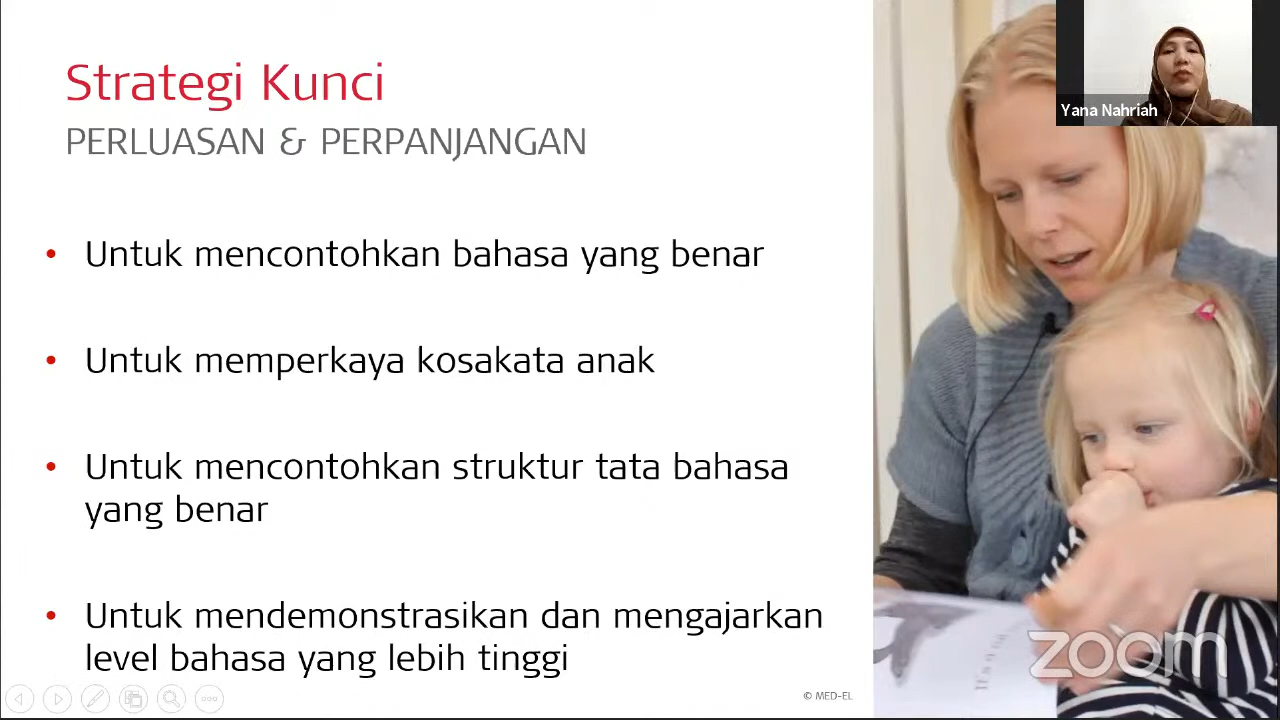 Strategi Kunci
PERLUASAN & PERPANJANGAN
• Untuk mencontohkan bahasa yang benar
• Untuk memperkaya kosakata anak
• Untuk mencontohkan struktur tata bahasa
yang benar
• Untuk mendemonstrasikan dan mengajarkan
level bahasa yang lebih tinggi
© MED-EL
Yana Nahriah
zoom